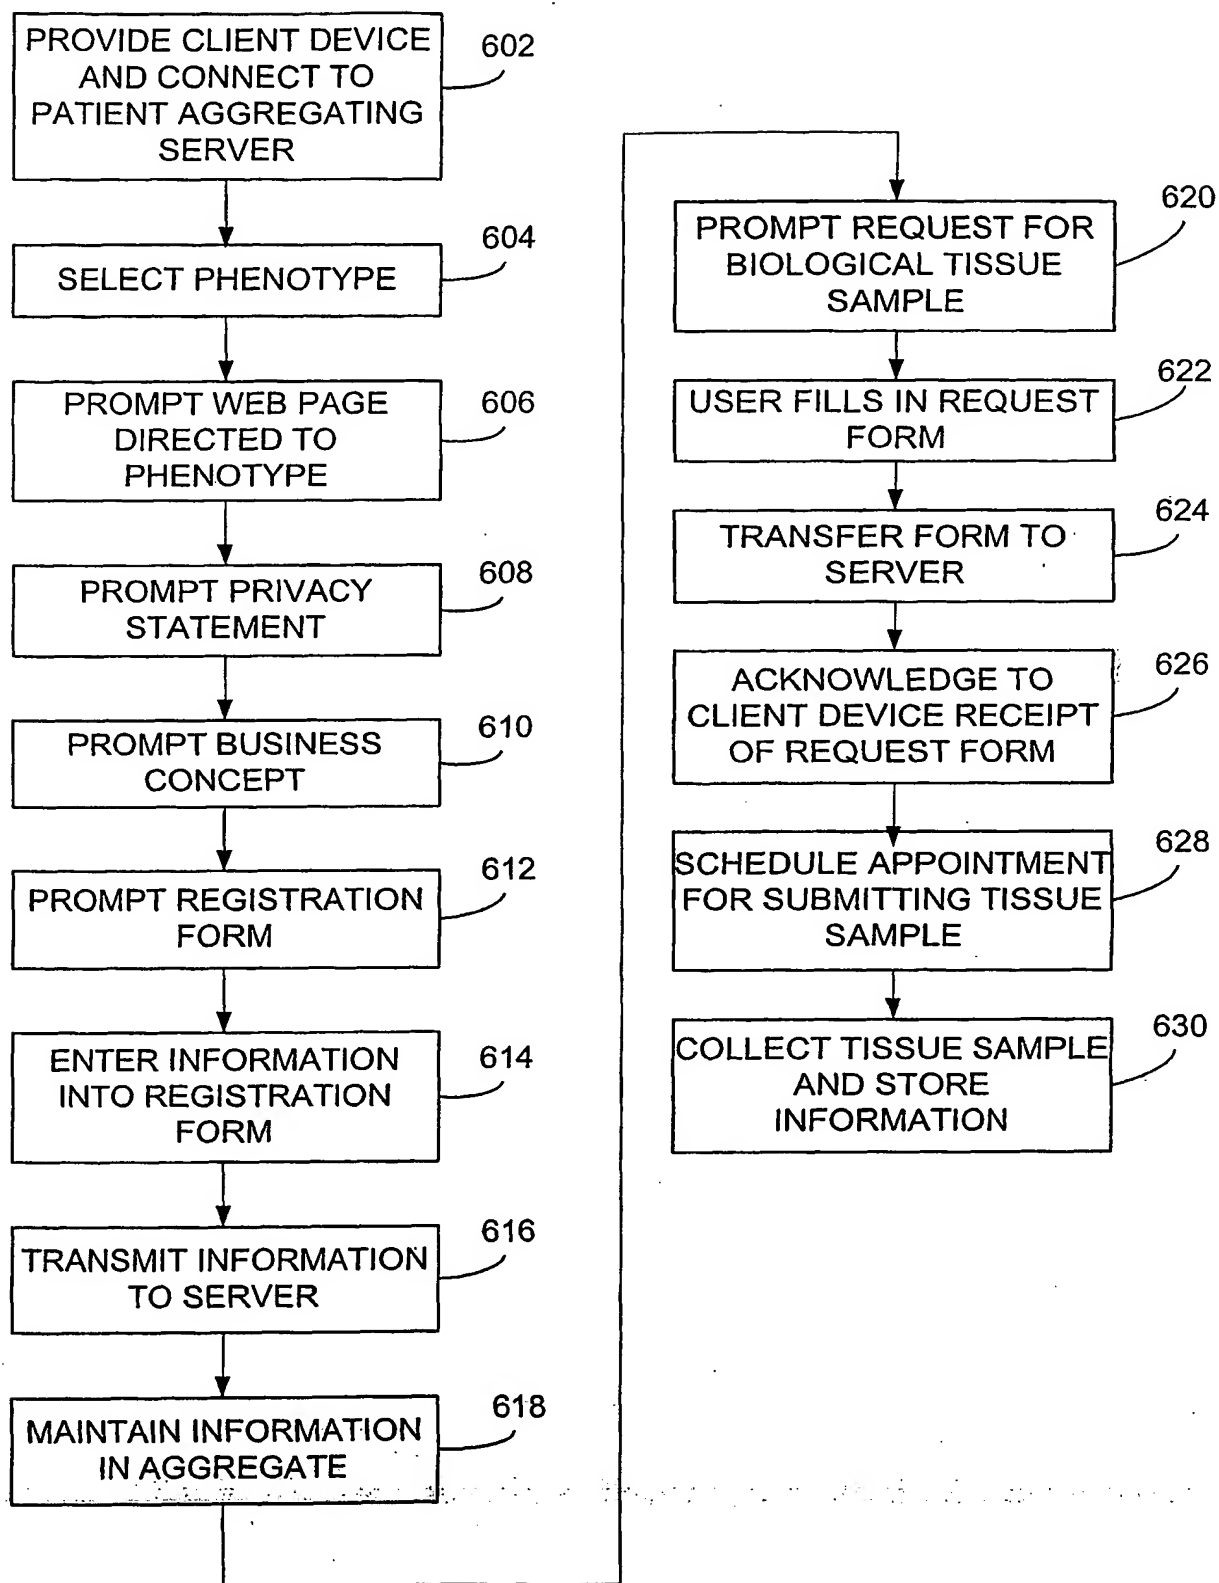 PROVIDE CLIENT DEVICE
AND CONNECT TO
PATIENT AGGREGATING
SERVER
602
SELECT PHENOTYPE
604
PROMPT WEB PAGE
DIRECTED TO
PHENOTYPE
606
PROMPT PRIVACY
STATEMENT
608
PROMPT BUSINESS
CONCEPT
610
PROMPT REGISTRATION
FORM
612
ENTER INFORMATION
INTO REGISTRATION
FORM
614
TRANSMIT INFORMATION
TO SERVER
616
MAINTAIN INFORMATION
IN AGGREGATE
618
PROMPT REQUEST FOR
BIOLOGICAL TISSUE
SAMPLE
620
USER FILLS IN REQUEST
FORM
622
TRANSFER FORM TO
SERVER
624
ACKNOWLEDGE TO
CLIENT DEVICE RECEIPT
OF REQUEST FORM
626
SCHEDULE APPOINTMENT
FOR SUBMITTING TISSUE
SAMPLE
628
COLLECT TISSUE SAMPLE
AND STORE
INFORMATION
630